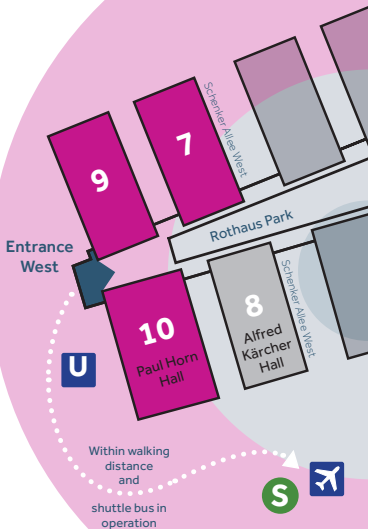 Schenker Allee West
7
9
Rothaus Park
Entrance
West
8
Alfred
Kärcher
Hall
Schenker Allee West
10
Paul Horn
Hall
U
Within walking
distance
and
shuttle bus in
operation
S